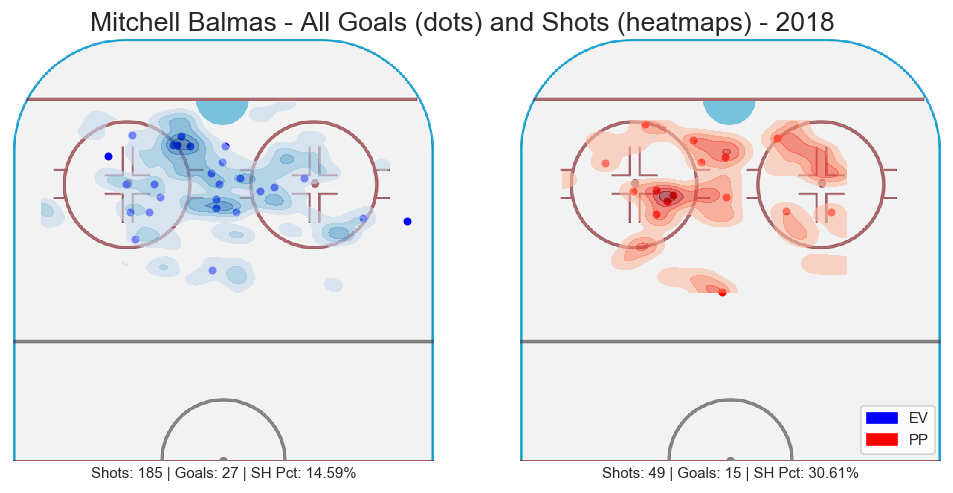 Mitchell Balmas - All Goals (dots) and Shots (heatmaps) - 2018
EV
PP
Shots: 185 | Goals: 27 | SH Pct: 14.59%
Shots: 49 | Goals: 15 | SH Pct: 30.61%